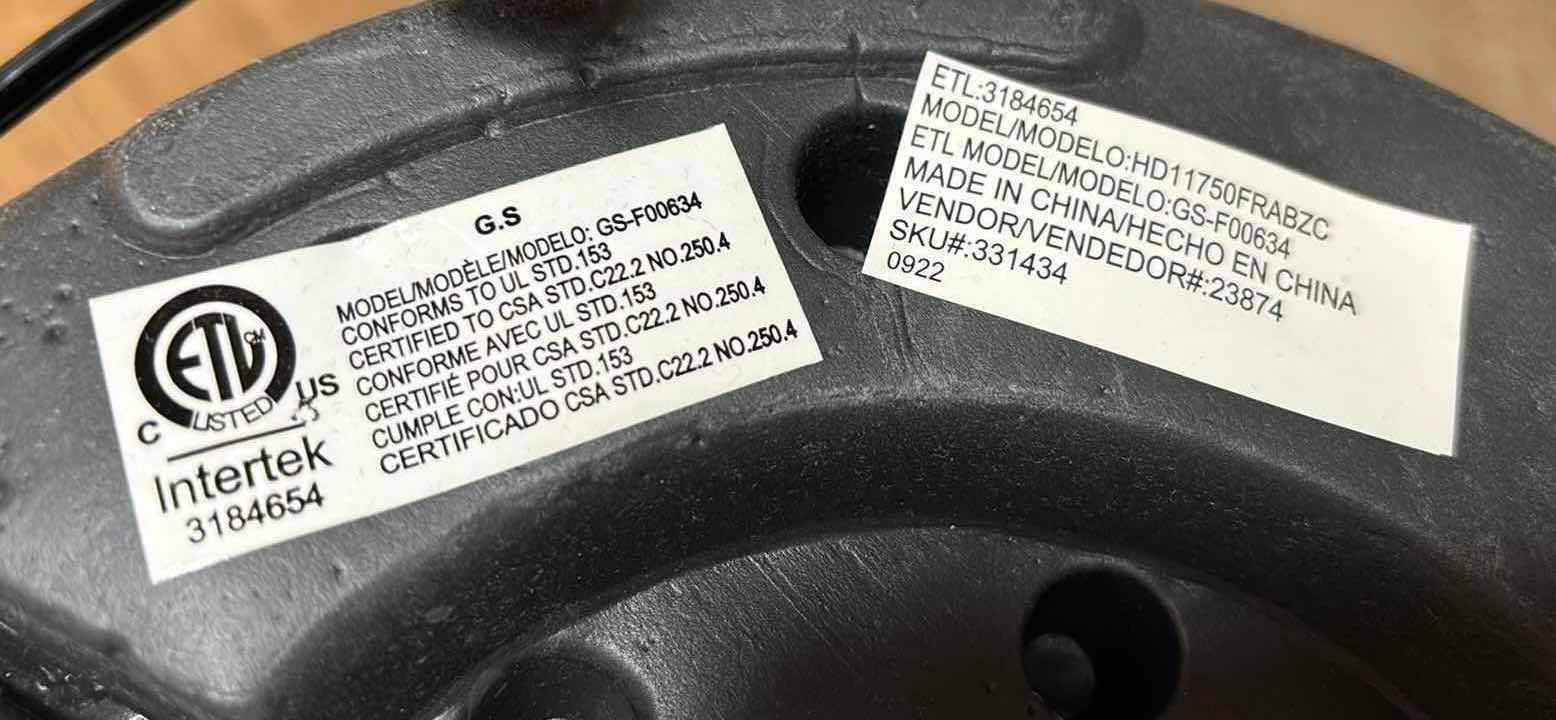 G.S
MODEL/MODÈLE/MODELO: GS-F00634
CONFORMS TO UL STD.153
CERTIFIED TO CSA STD.C22.2 NO.250.4
CONFORME AVEC UL STD.153
CERTIFIÉ POUR CSA STD.C22.2 NO.250.4
CUMPLE CON:UL STD.153
CERTIFICADO CSA STD.C22.2 NO.250.4
ETL CM
LISTED
C US
Intertek
3184654
ETL:3184654
MODEL/MODELO:HD11750FRABZC
ETL MODEL/MODELO:GS-F00634
MADE IN CHINA/HECHO EN CHINA
VENDOR/VENDEDOR#:23874
SKU#:331434
0922